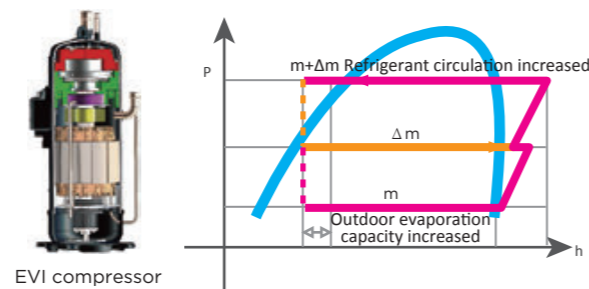 P
m+Δm Refrigerant circulation increased
Δ m
m
Outdoor evaporation
capacity increased
h
EVI compressor